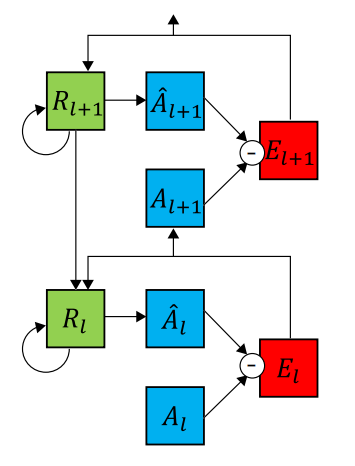 R_{l+1} Â_{l+1}
- E_{l+1}
A_{l+1}
R_l Â_l
- E_l
A_l